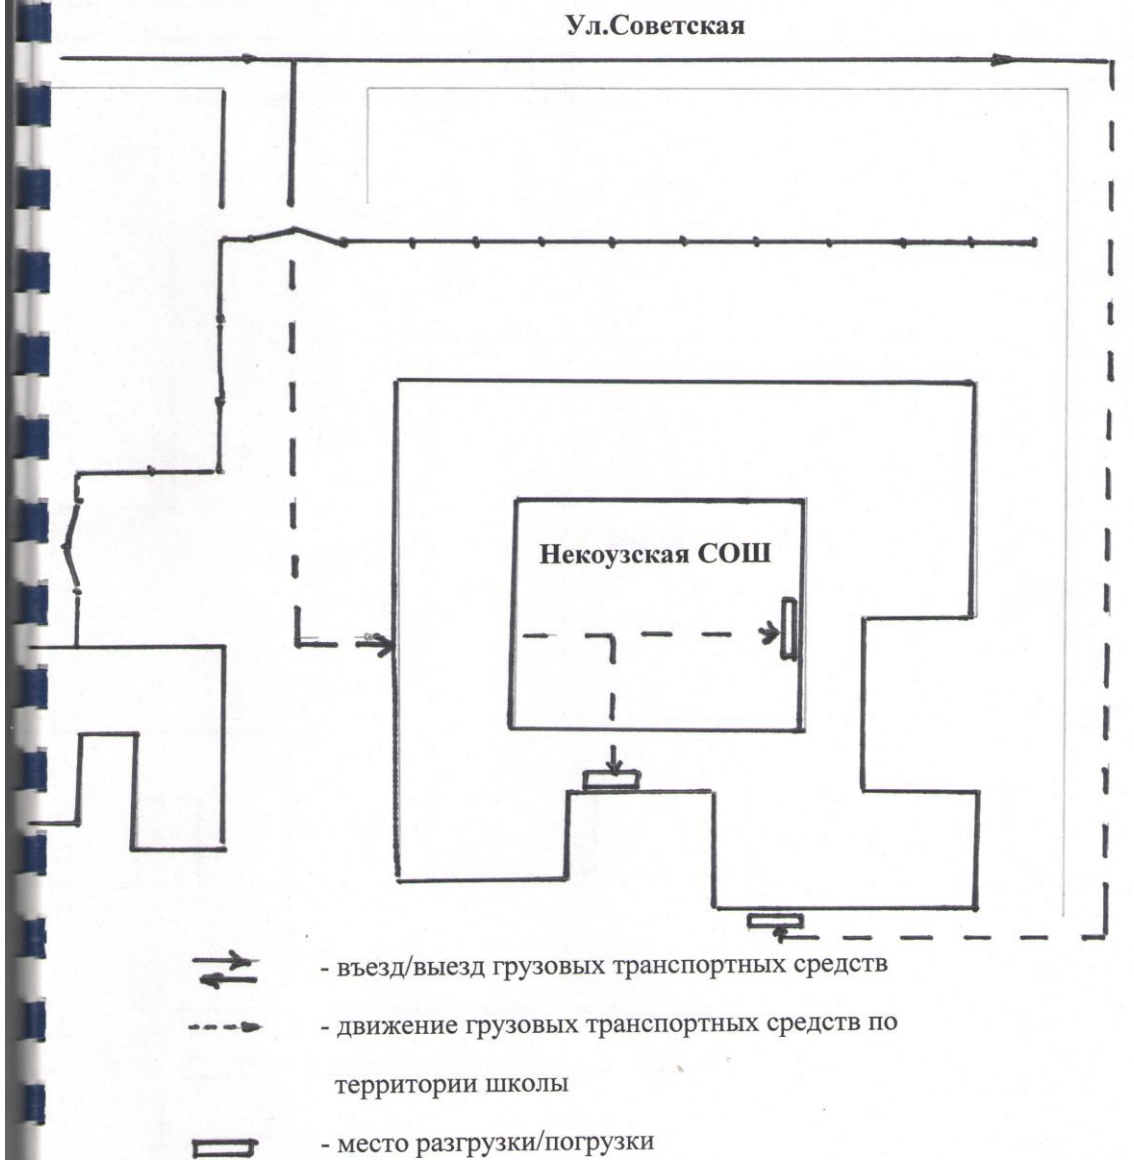 Ул.Советская
Некоузская СОШ
- въезд/выезд грузовых транспортных средств
- движение грузовых транспортных средств по
территории школы
- место разгрузки/погрузки